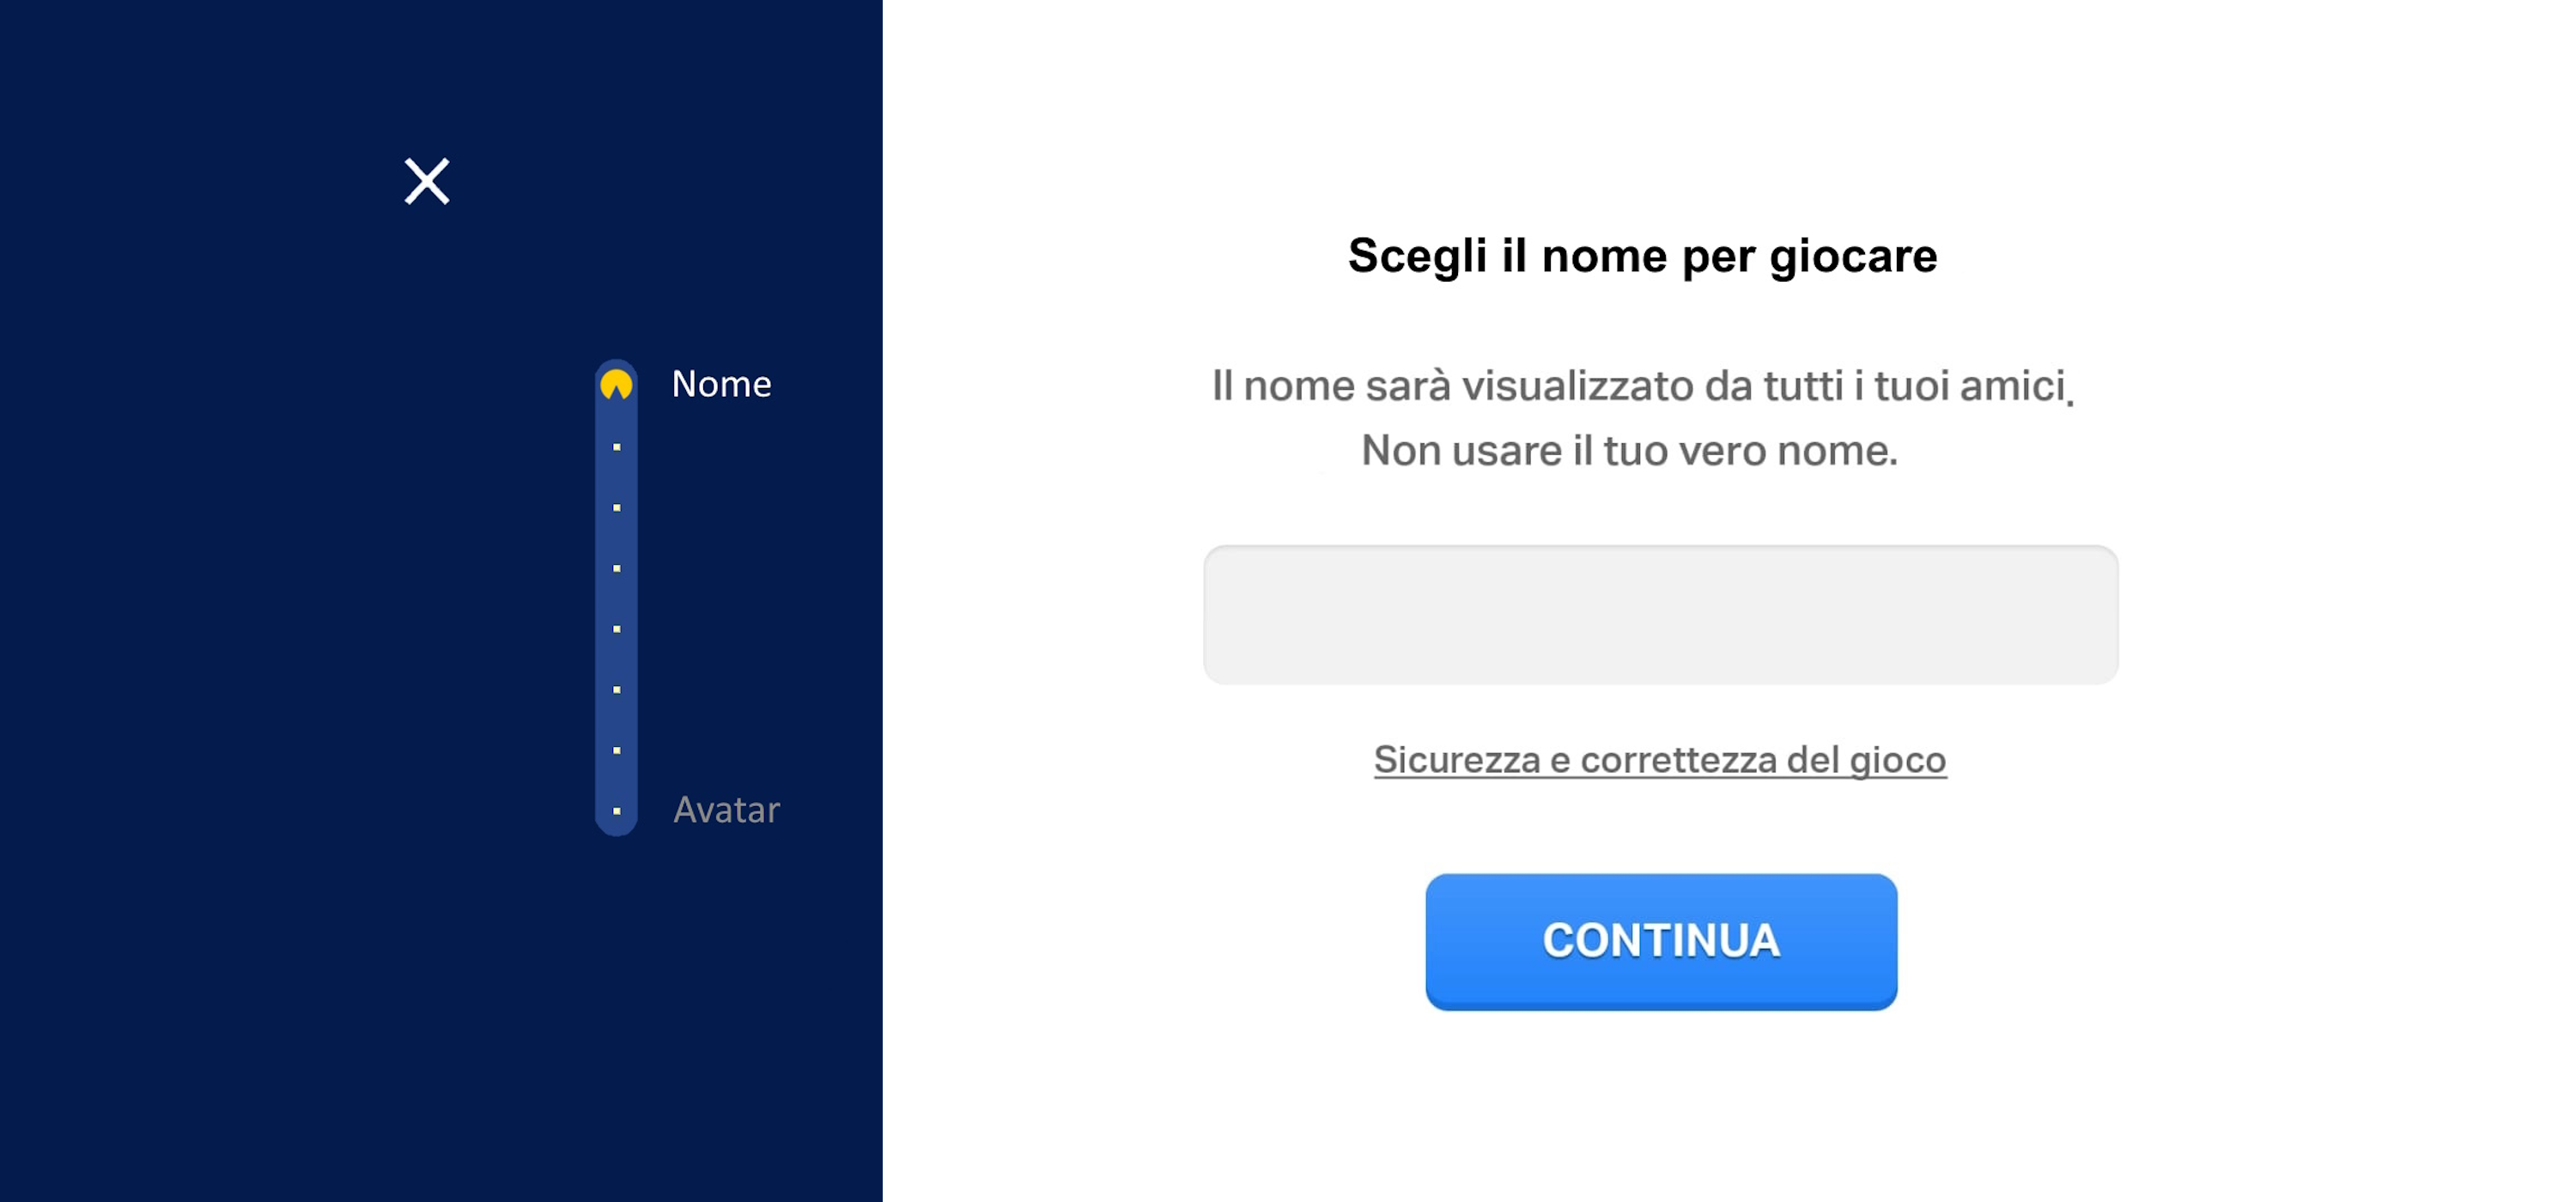 Nome
Avatar
Scegli il nome per giocare
Il nome sarà visualizzato da tutti i tuoi amici.
Non usare il tuo vero nome.
Sicurezza e correttezza del gioco
CONTINUA